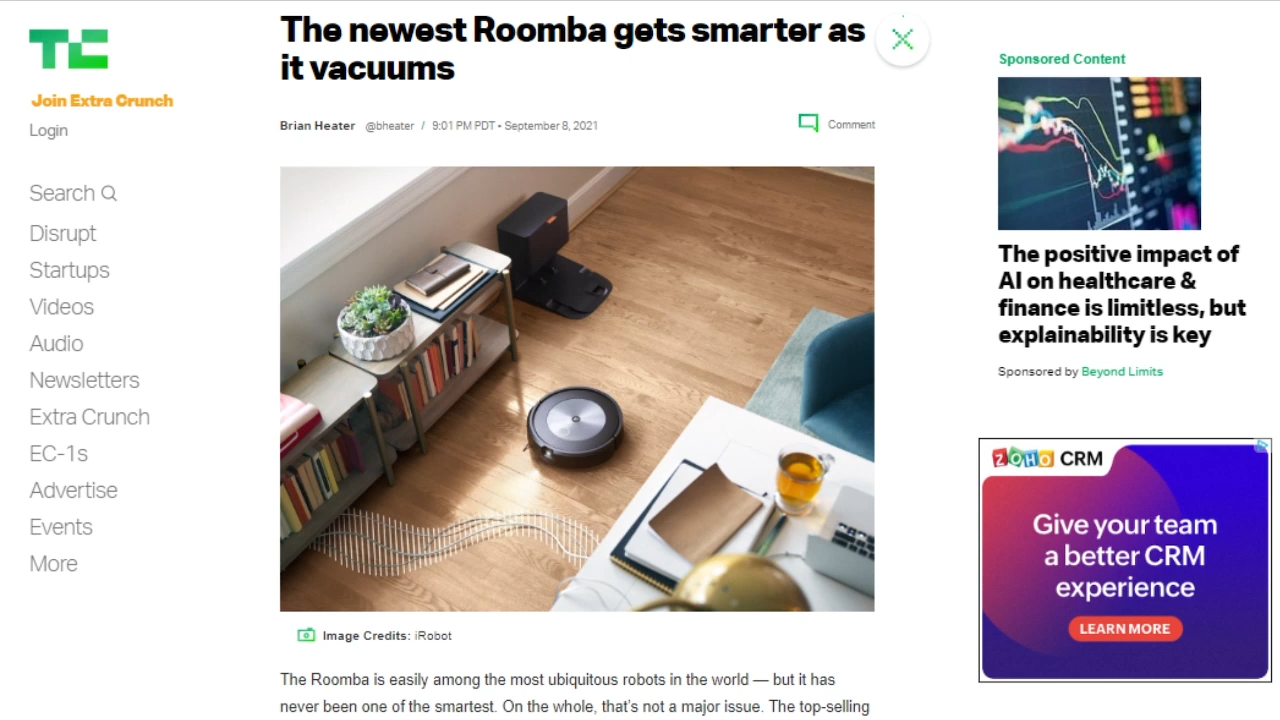 TC
Join Extra Crunch
Login
Search
Disrupt
Startups
Videos
Audio
Newsletters
Extra Crunch
EC-1s
Advertise
Events
More
The newest Roomba gets smarter as
it vacuums
Brian Heater @bheater / 9:01 PM PDT • September 8, 2021
Comment
Image Credits: iRobot
The Roomba is easily among the most ubiquitous robots in the world — but it has
never been one of the smartest. On the whole, that's not a major issue. The top-selling
Sponsored Content
The positive impact of
AI on healthcare &
finance is limitless, but
explainability is key
Sponsored by Beyond Limits
ZOHO CRM
Give your team
a better CRM
experience
LEARN MORE